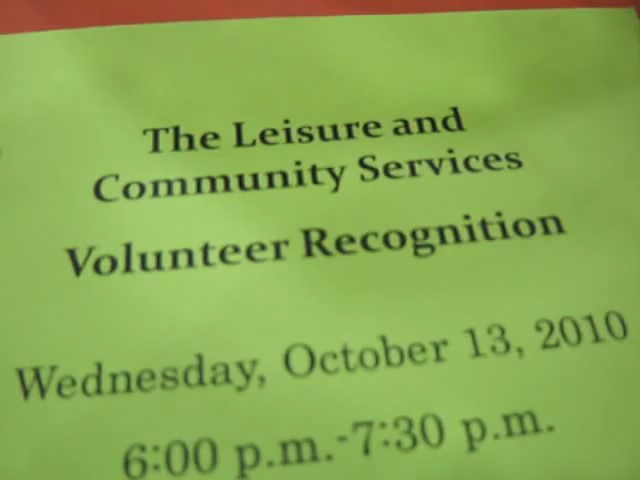 The Leisure and
Community Services
Volunteer Recognition
Wednesday, October 13, 2010
6:00 p.m.-7:30 p.m.